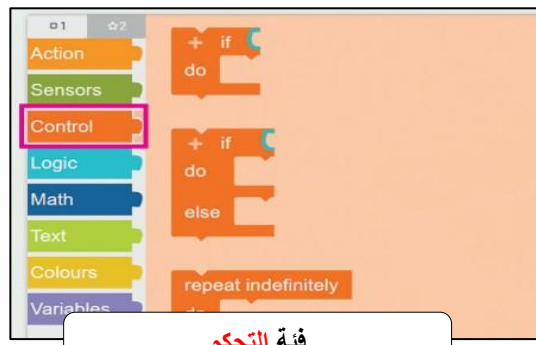 1 2
Action
Sensors
Control
Logic
Math
Text
Colours
Variables
+ if
do
+ if
do
else
repeat indefinitely
do
فئة التحكم